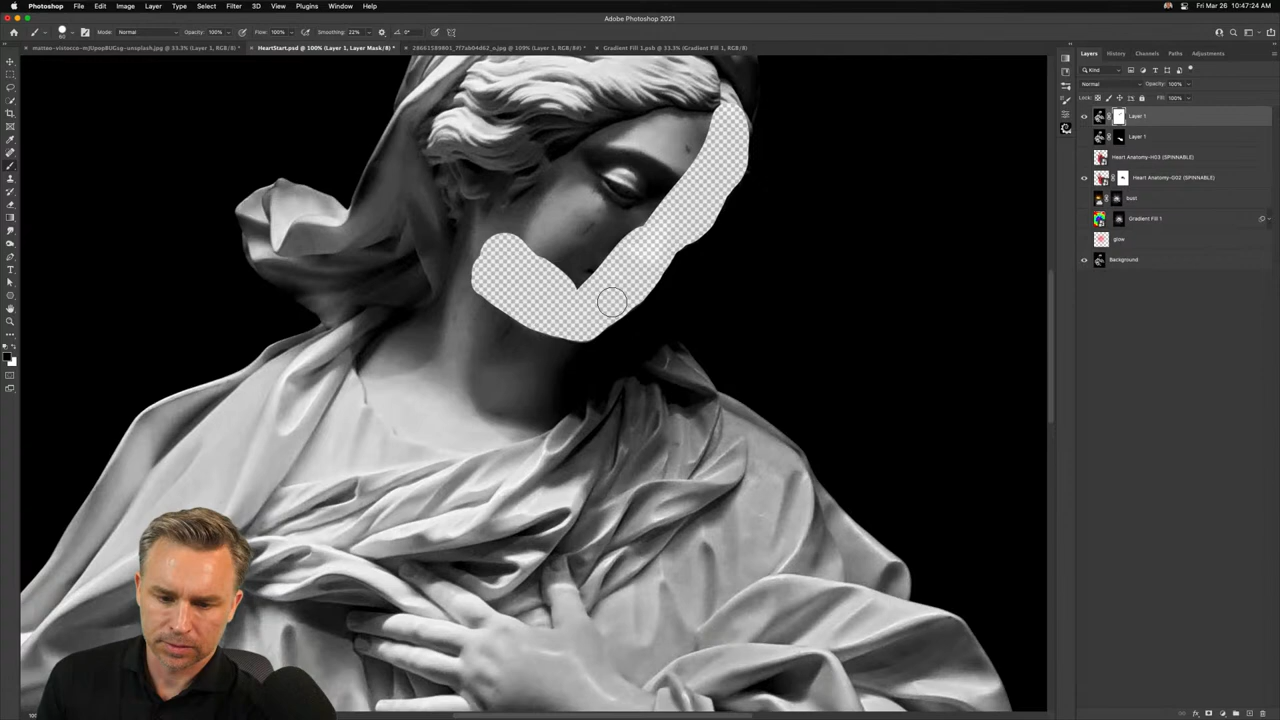 Photoshop File Edit Image Layer Type Select Filter 3D View Plugins Window Help
Fri Mar 26 10:47:24 AM
Adobe Photoshop 2021
60 Mode: Normal Opacity: 100% Flow: 100% Smoothing: 22% 0°
HeartStart.psd @ 100% (Layer 1, Layer Mask/8) *
Gradient Fill 1.psb @ 33.3% (Gradient Fill 1, RGB/8)
Layers History Channels Paths Adjustments
Kind
Normal Opacity: 100%
Lock: Fill: 100%
Layer 1
Layer 1
Heart Anatomy-H03 (SPINNABLE)
Heart Anatomy-G02 (SPINNABLE)
bust
Gradient Fill 1
glow
Background